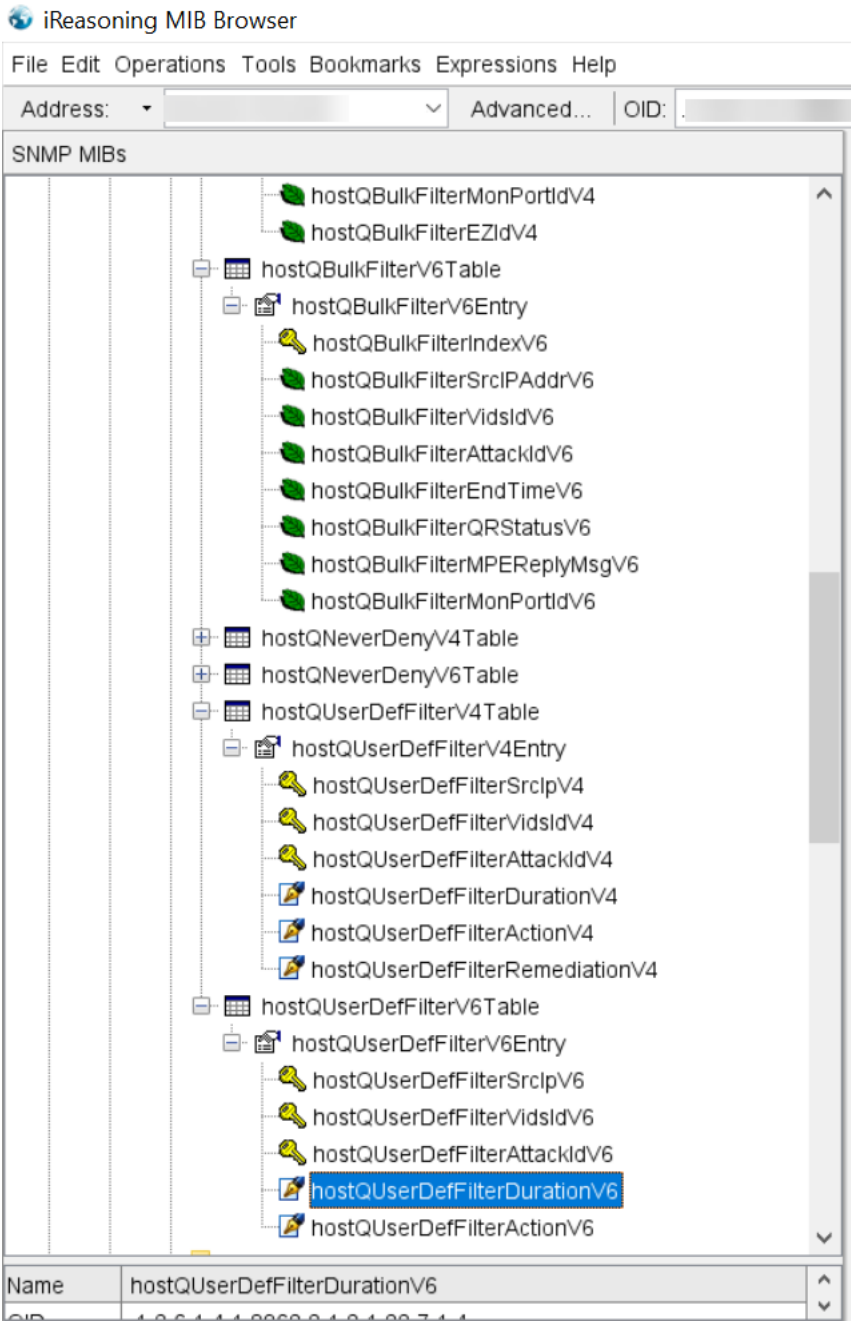 iReasoning MIB Browser
File Edit Operations Tools Bookmarks Expressions Help
Address: Advanced... OID: .
SNMP MIBs
hostQBulkFilterMonPortIdV4
hostQBulkFilterEZIdV4
hostQBulkFilterV6Table
hostQBulkFilterV6Entry
hostQBulkFilterIndexV6
hostQBulkFilterSrcIPAddrV6
hostQBulkFilterVidsIdV6
hostQBulkFilterAttackIdV6
hostQBulkFilterEndTimeV6
hostQBulkFilterQRStatusV6
hostQBulkFilterMPEReplyMsgV6
hostQBulkFilterMonPortIdV6
hostQNeverDenyV4Table
hostQNeverDenyV6Table
hostQUserDefFilterV4Table
hostQUserDefFilterV4Entry
hostQUserDefFilterSrcIpV4
hostQUserDefFilterVidsIdV4
hostQUserDefFilterAttackIdV4
hostQUserDefFilterDurationV4
hostQUserDefFilterActionV4
hostQUserDefFilterRemediationV4
hostQUserDefFilterV6Table
hostQUserDefFilterV6Entry
hostQUserDefFilterSrcIpV6
hostQUserDefFilterVidsIdV6
hostQUserDefFilterAttackIdV6
hostQUserDefFilterDurationV6
hostQUserDefFilterActionV6
Name hostQUserDefFilterDurationV6
OID